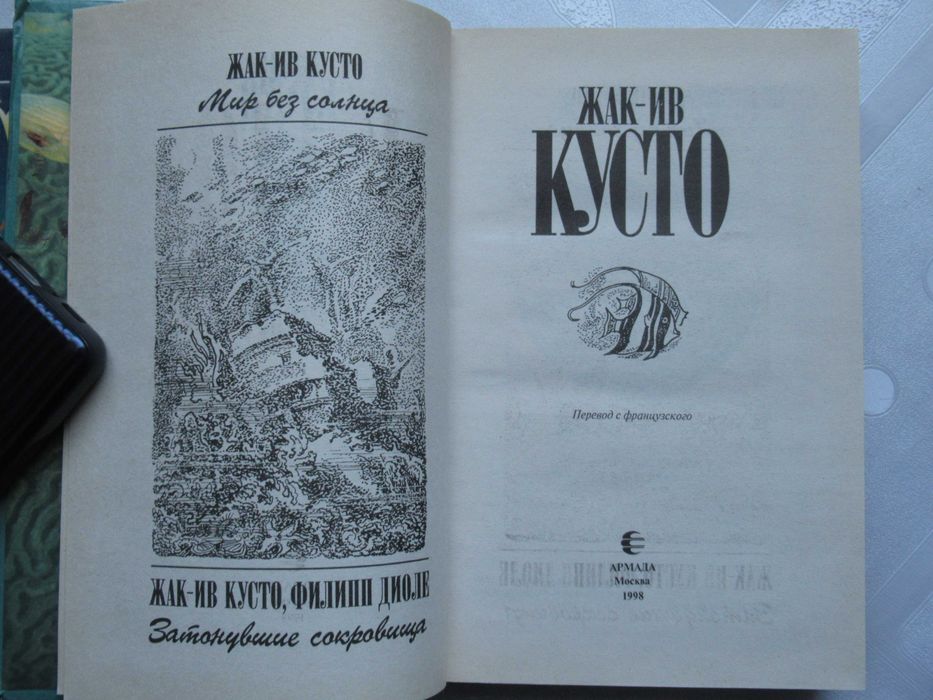 ЖАК-ИВ КУСТО
Мир без солнца
ЖАК-ИВ КУСТО, ФИЛИПП ДИОЛЕ
Затонувшие сокровища
ЖАК-ИВ
КУСТО
Перевод с французского
АРМАДА
Москва
1998